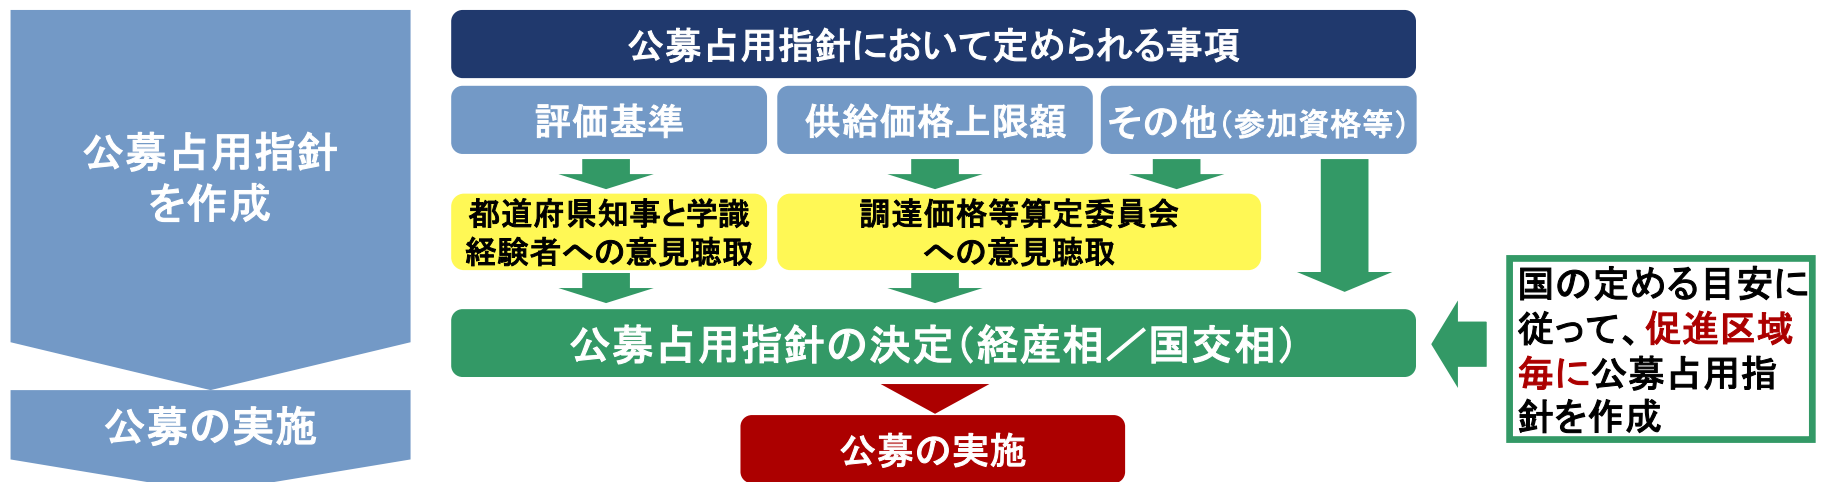 公募占用指針
を作成
公募の実施
公募占用指針において定められる事項
評価基準
供給価格上限額
その他（参加資格等）
都道府県知事と学識
経験者への意見聴取
調達価格等算定委員会
への意見聴取
公募占用指針の決定（経産相／国交相）
公募の実施
国の定める目安に
従って、促進区域
毎に公募占用指
針を作成